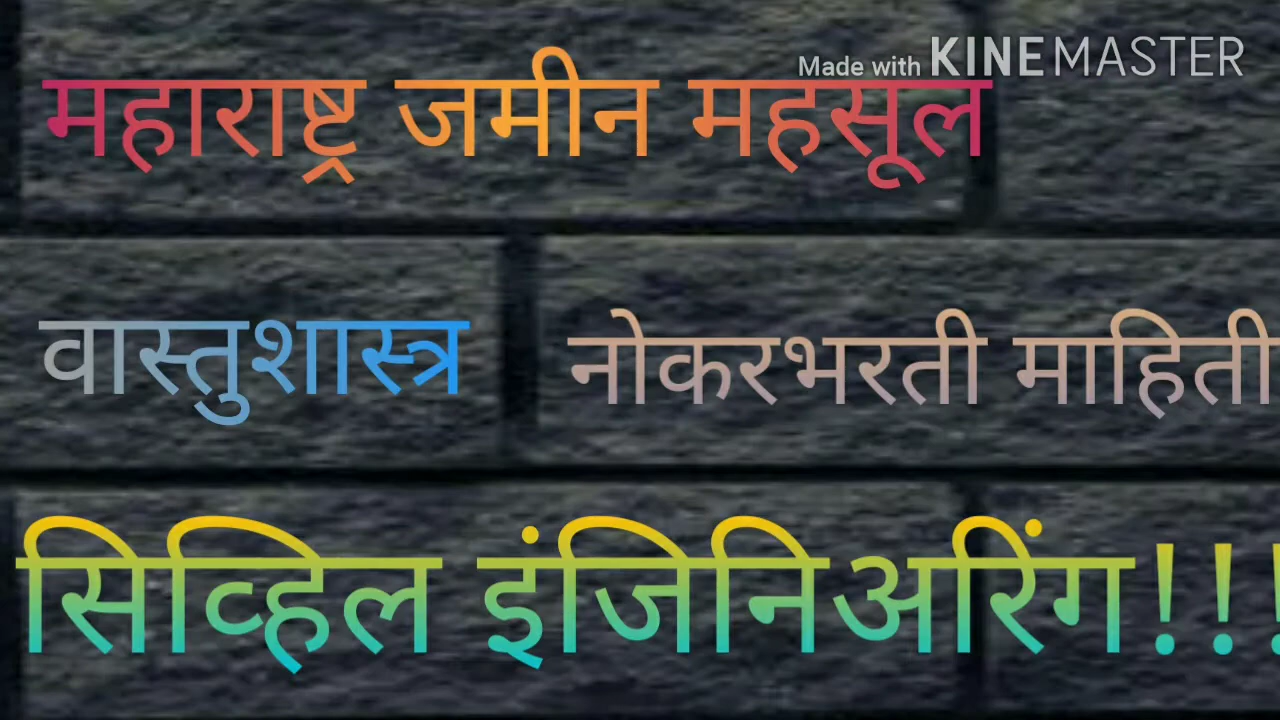 Made with KINEMASTER
महाराष्ट्र जमीन महसूल
वास्तुशास्त्र नोकरभरती माहिती
सिव्हिल इंजिनिअरिंग!!!